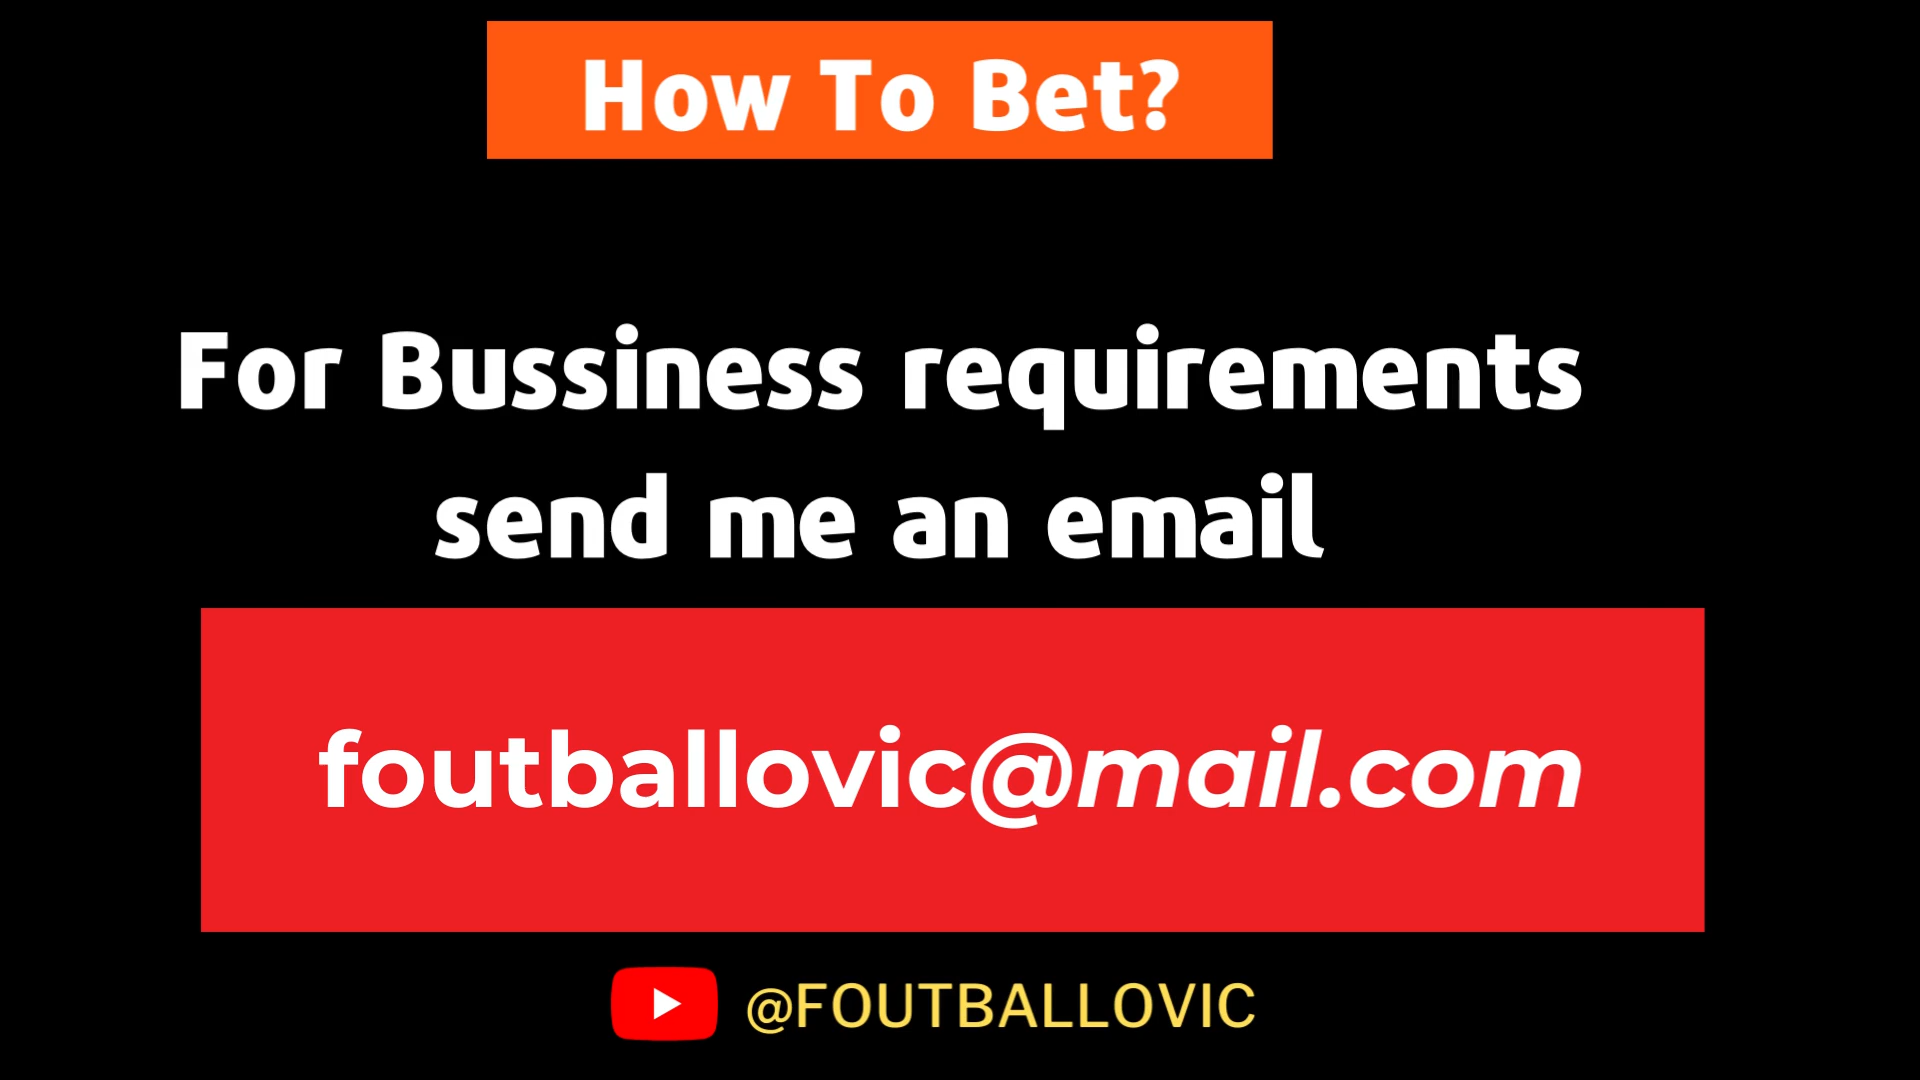 How To Bet?
For Bussiness requirements
send me an email
foutballovic@mail.com
@FOUTBALLOVIC